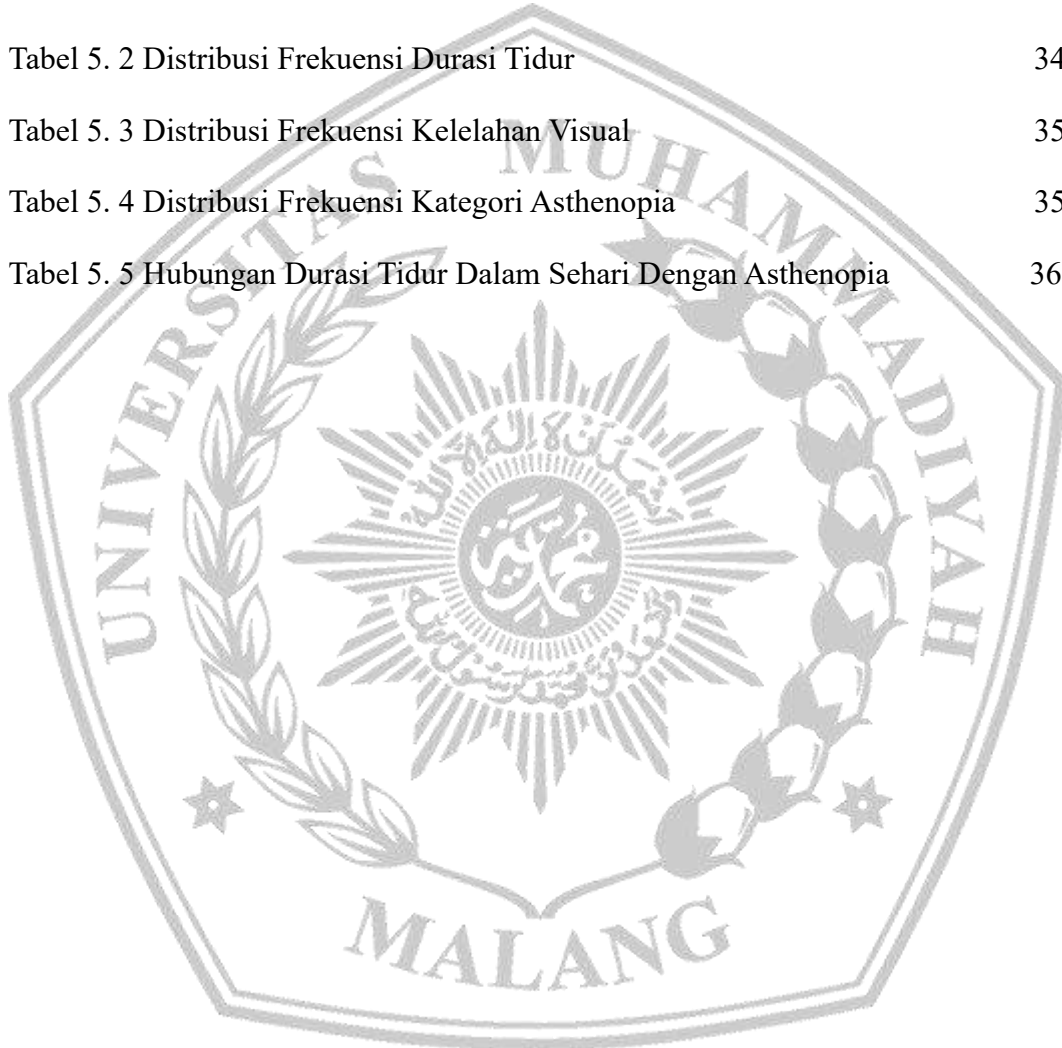 Tabel 5. 2 Distribusi Frekuensi Durasi Tidur 34
Tabel 5. 3 Distribusi Frekuensi Kelelahan Visual 35
Tabel 5. 4 Distribusi Frekuensi Kategori Asthenopia 35
Tabel 5. 5 Hubungan Durasi Tidur Dalam Sehari Dengan Asthenopia 36
UNIVERSITAS MUHAMMADIYAH
MALANG